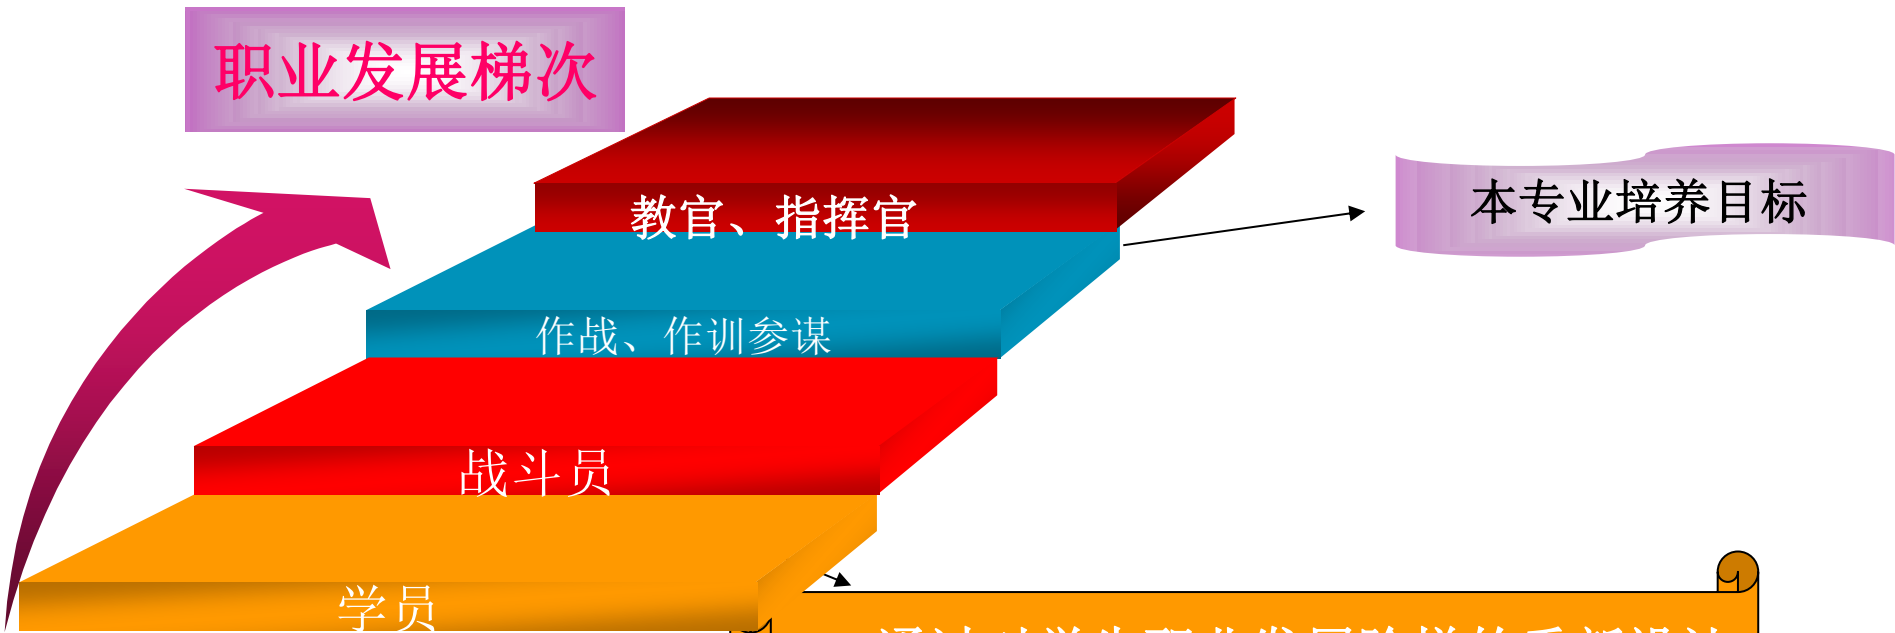 职业发展梯次
教官、指挥官
本专业培养目标
作战、作训参谋
战斗员
学员